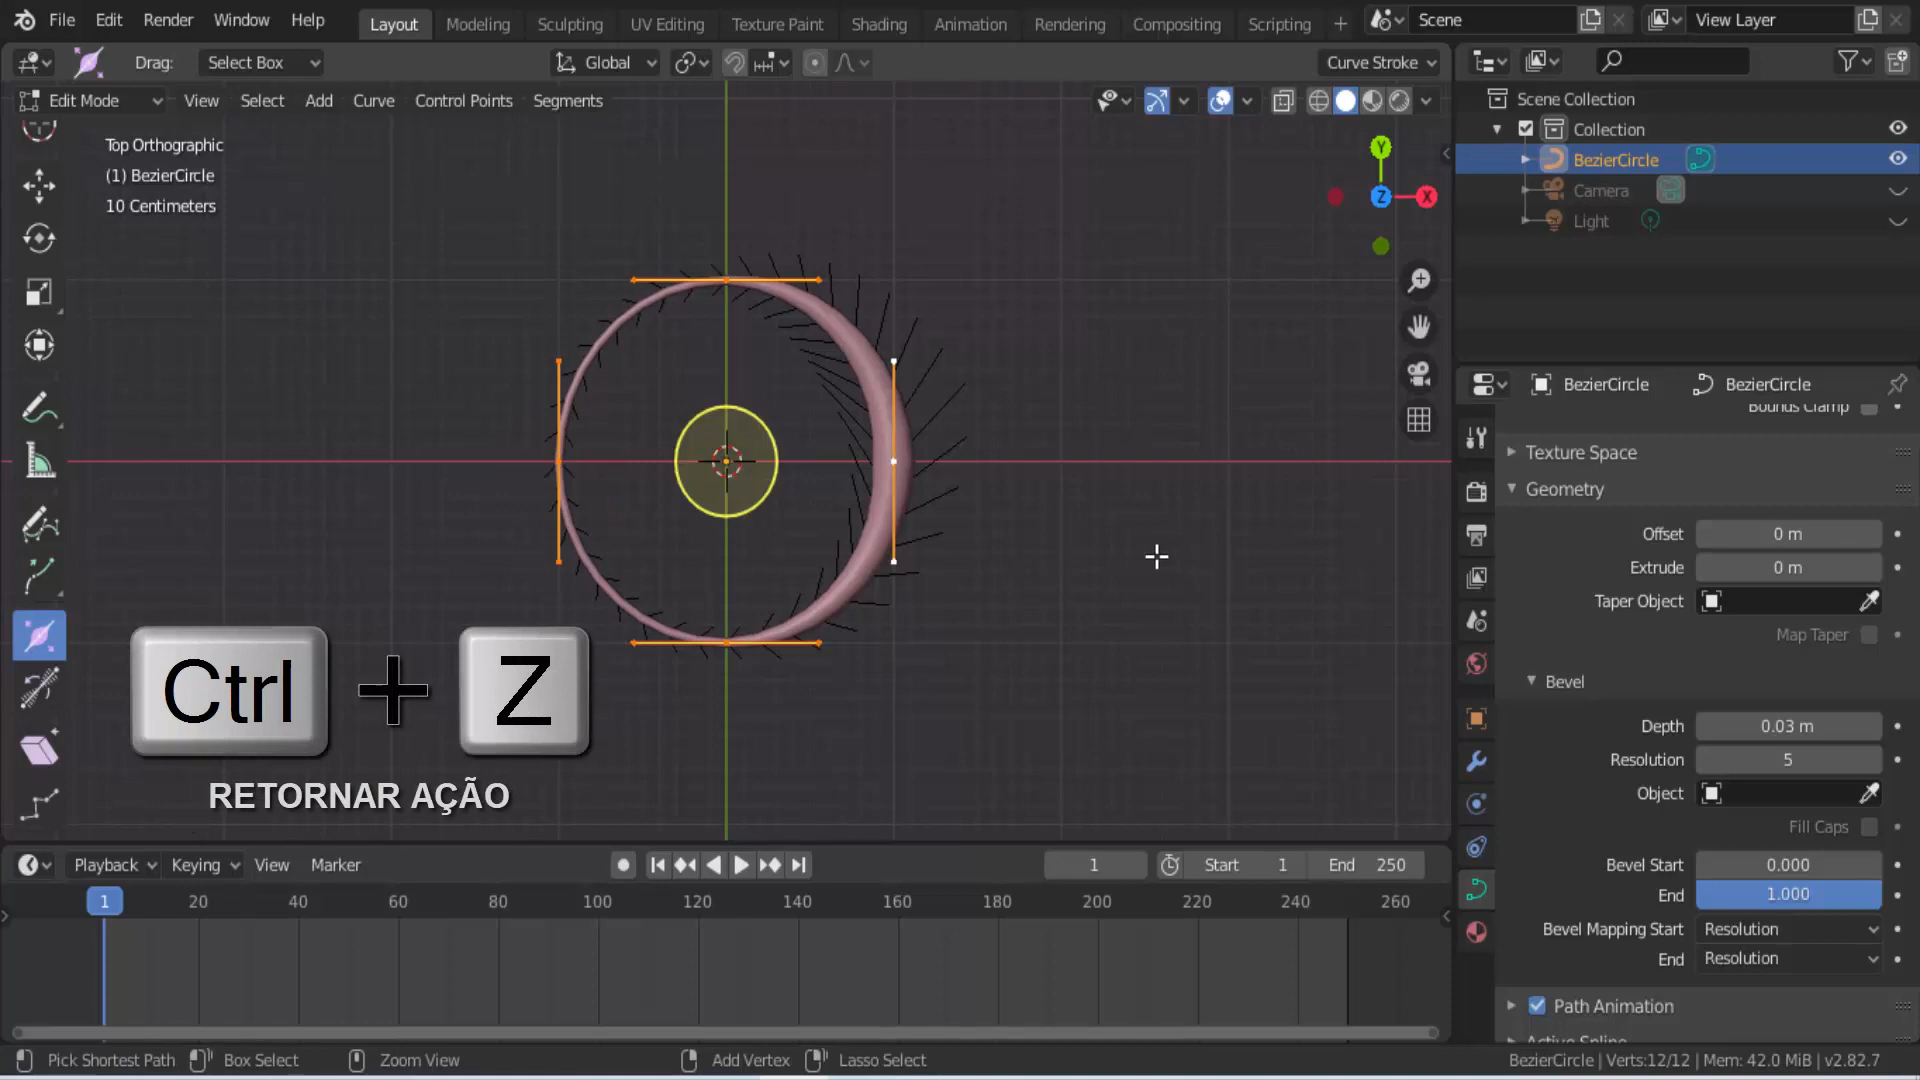 File Edit Render Window Help Layout Modeling Sculpting UV Editing Texture Paint Shading Animation Rendering Compositing Scripting + Scene View Layer
Drag: Select Box Global Curve Stroke
Edit Mode View Select Add Curve Control Points Segments
Top Orthographic
(1) BezierCircle
10 Centimeters
Y
Z
X
Scene Collection
Collection
BezierCircle
Camera
Light
BezierCircle BezierCircle
Bounds Clamp
Texture Space
Geometry
Offset 0 m
Extrude 0 m
Taper Object
Map Taper
Bevel
Depth 0.03 m
Resolution 5
Object
Fill Caps
Bevel Start 0.000
End 1.000
Bevel Mapping Start Resolution
End Resolution
Path Animation
Active Spline
Ctrl + Z
RETORNAR AÇÃO
Playback Keying View Marker 1 Start 1 End 250
1 20 40 60 80 100 120 140 160 180 200 220 240 260
Pick Shortest Path Box Select Zoom View Add Vertex Lasso Select BezierCircle | Verts:12/12 | Mem: 42.0 MiB | v2.82.7